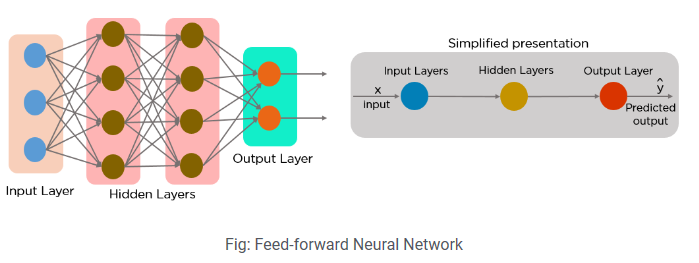 Input Layer
Hidden Layers
Output Layer
Simplified presentation
Input Layers
Hidden Layers
Output Layer
x
input
ŷ
Predicted
output
Fig: Feed-forward Neural Network